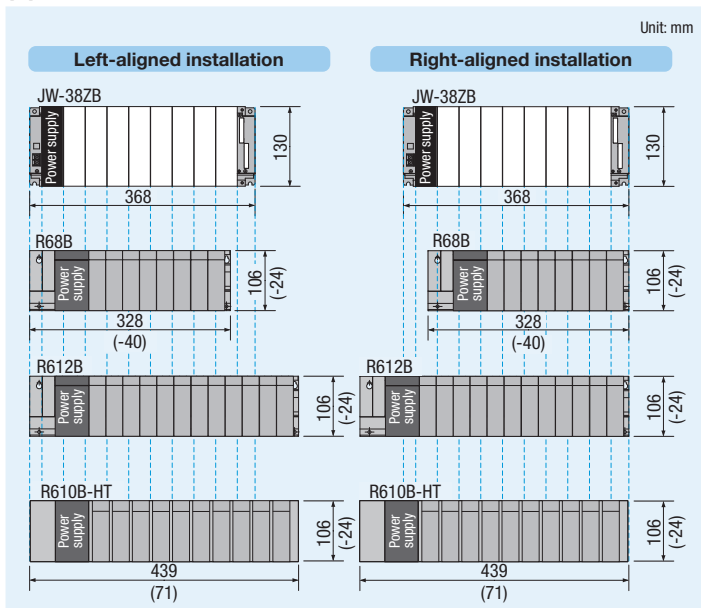 Unit: mm
Left-aligned installation
JW-38ZB
Power supply
130
368
R68B
Power
supply
106
(-24)
328
(-40)
R612B
Power
supply
106
(-24)
R610B-HT
Power
supply
106
(-24)
439
(71)
Right-aligned installation
JW-38ZB
Power supply
130
368
R68B
Power
supply
106
(-24)
328
(-40)
R612B
Power
supply
106
(-24)
R610B-HT
Power
supply
106
(-24)
439
(71)